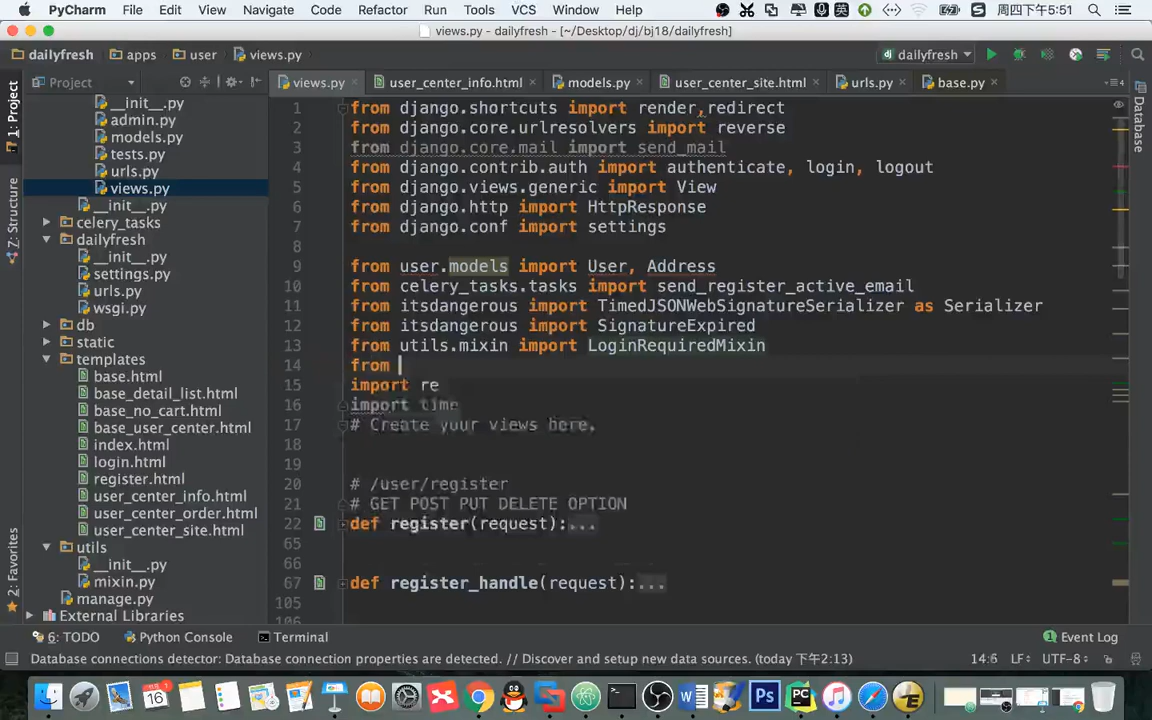 PyCharm File Edit View Navigate Code Refactor Run Tools VCS Window Help 周四下午5:51
views.py - dailyfresh - [~/Desktop/dj/bj18/dailyfresh]
dailyfresh apps user views.py dailyfresh
Project views.py user_center_info.html models.py user_center_site.html urls.py base.py
1: Project
7: Structure
2: Favorites
Database
__init__.py
admin.py
models.py
tests.py
urls.py
views.py
__init__.py
celery_tasks
dailyfresh
__init__.py
settings.py
urls.py
wsgi.py
db
static
templates
base.html
base_detail_list.html
base_no_cart.html
base_user_center.html
index.html
login.html
register.html
user_center_info.html
user_center_order.html
user_center_site.html
utils
__init__.py
mixin.py
manage.py
External Libraries
1 from django.shortcuts import render,redirect
2 from django.core.urlresolvers import reverse
3 from django.core.mail import send_mail
4 from django.contrib.auth import authenticate, login, logout
5 from django.views.generic import View
6 from django.http import HttpResponse
7 from django.conf import settings
8
9 from user.models import User, Address
10 from celery_tasks.tasks import send_register_active_email
11 from itsdangerous import TimedJSONWebSignatureSerializer as Serializer
12 from itsdangerous import SignatureExpired
13 from utils.mixin import LoginRequiredMixin
14 from
15 import re
16 import time
17 # Create your views here.
18
19
20 # /user/register
21 # GET POST PUT DELETE OPTION
22 def register(request):...
65
66
67 def register_handle(request):...
105
6: TODO Python Console Terminal 1 Event Log
Database connections detector: Database connection properties are detected. // Discover and setup new data sources. (today 下午2:13) 14:6 LF UTF-8